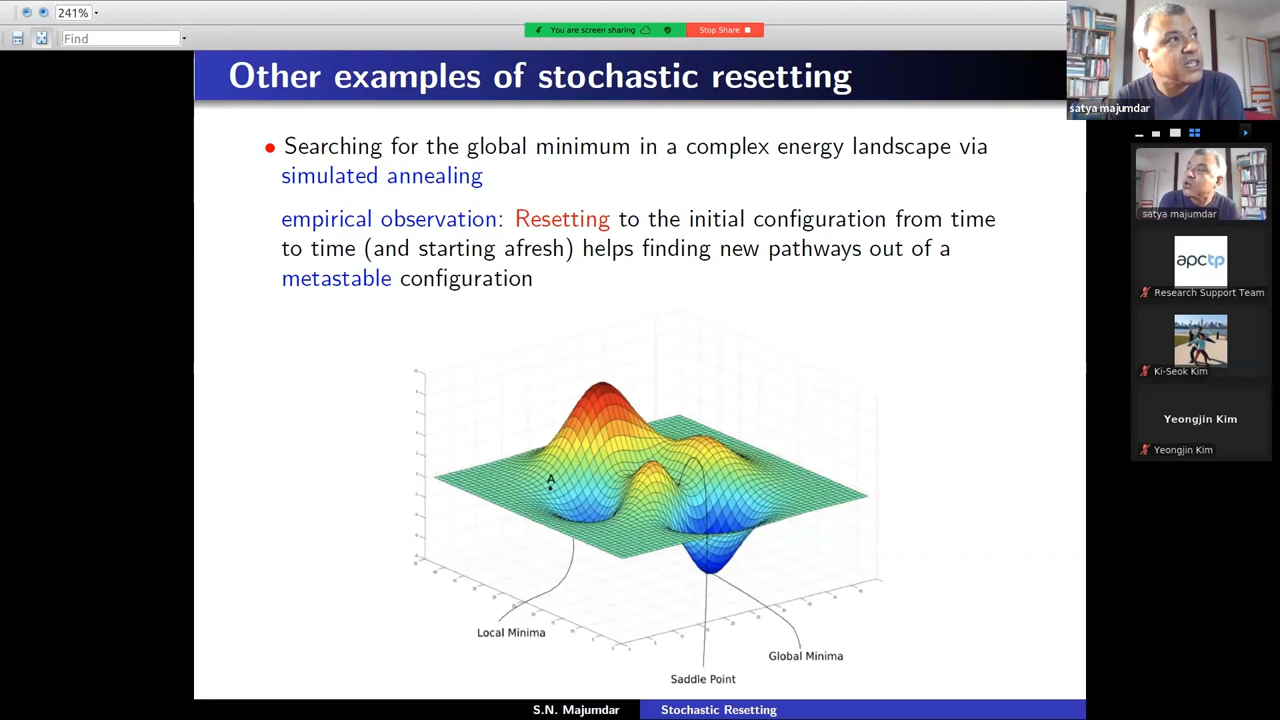 241%
You are screen sharing
Stop Share
Find
Other examples of stochastic resetting
satya majumdar
Searching for the global minimum in a complex energy landscape via
simulated annealing
empirical observation: Resetting to the initial configuration from time
to time (and starting afresh) helps finding new pathways out of a
metastable configuration
A
Local Minima
Saddle Point
Global Minima
S.N. Majumdar
Stochastic Resetting
satya majumdar
apctp
Research Support Team
Ki-Seok Kim
Yeongjin Kim
Yeongjin Kim